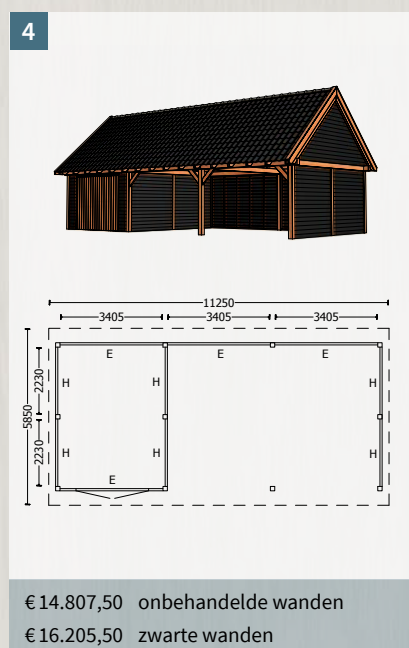 4
11250
3405 3405 3405
E E E
2230
H H H
5850
2230
H H H
E
€ 14.807,50 onbehandelde wanden
€ 16.205,50 zwarte wanden